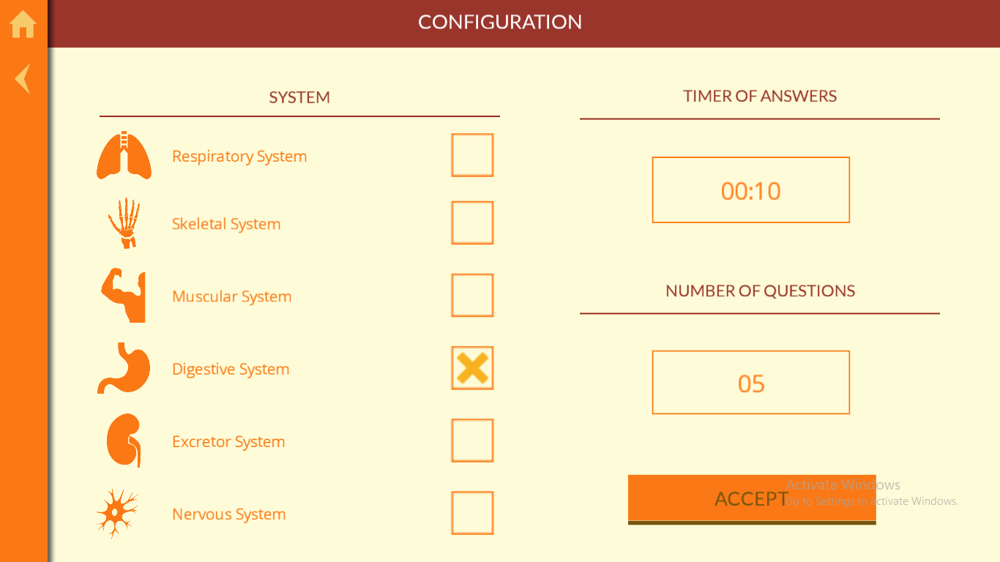 CONFIGURATION
SYSTEM
Respiratory System
Skeletal System
Muscular System
Digestive System
Excretor System
Nervous System
TIMER OF ANSWERS
00:10
NUMBER OF QUESTIONS
05
ACCEPT
Activate Windows
Go to Settings to activate Windows.